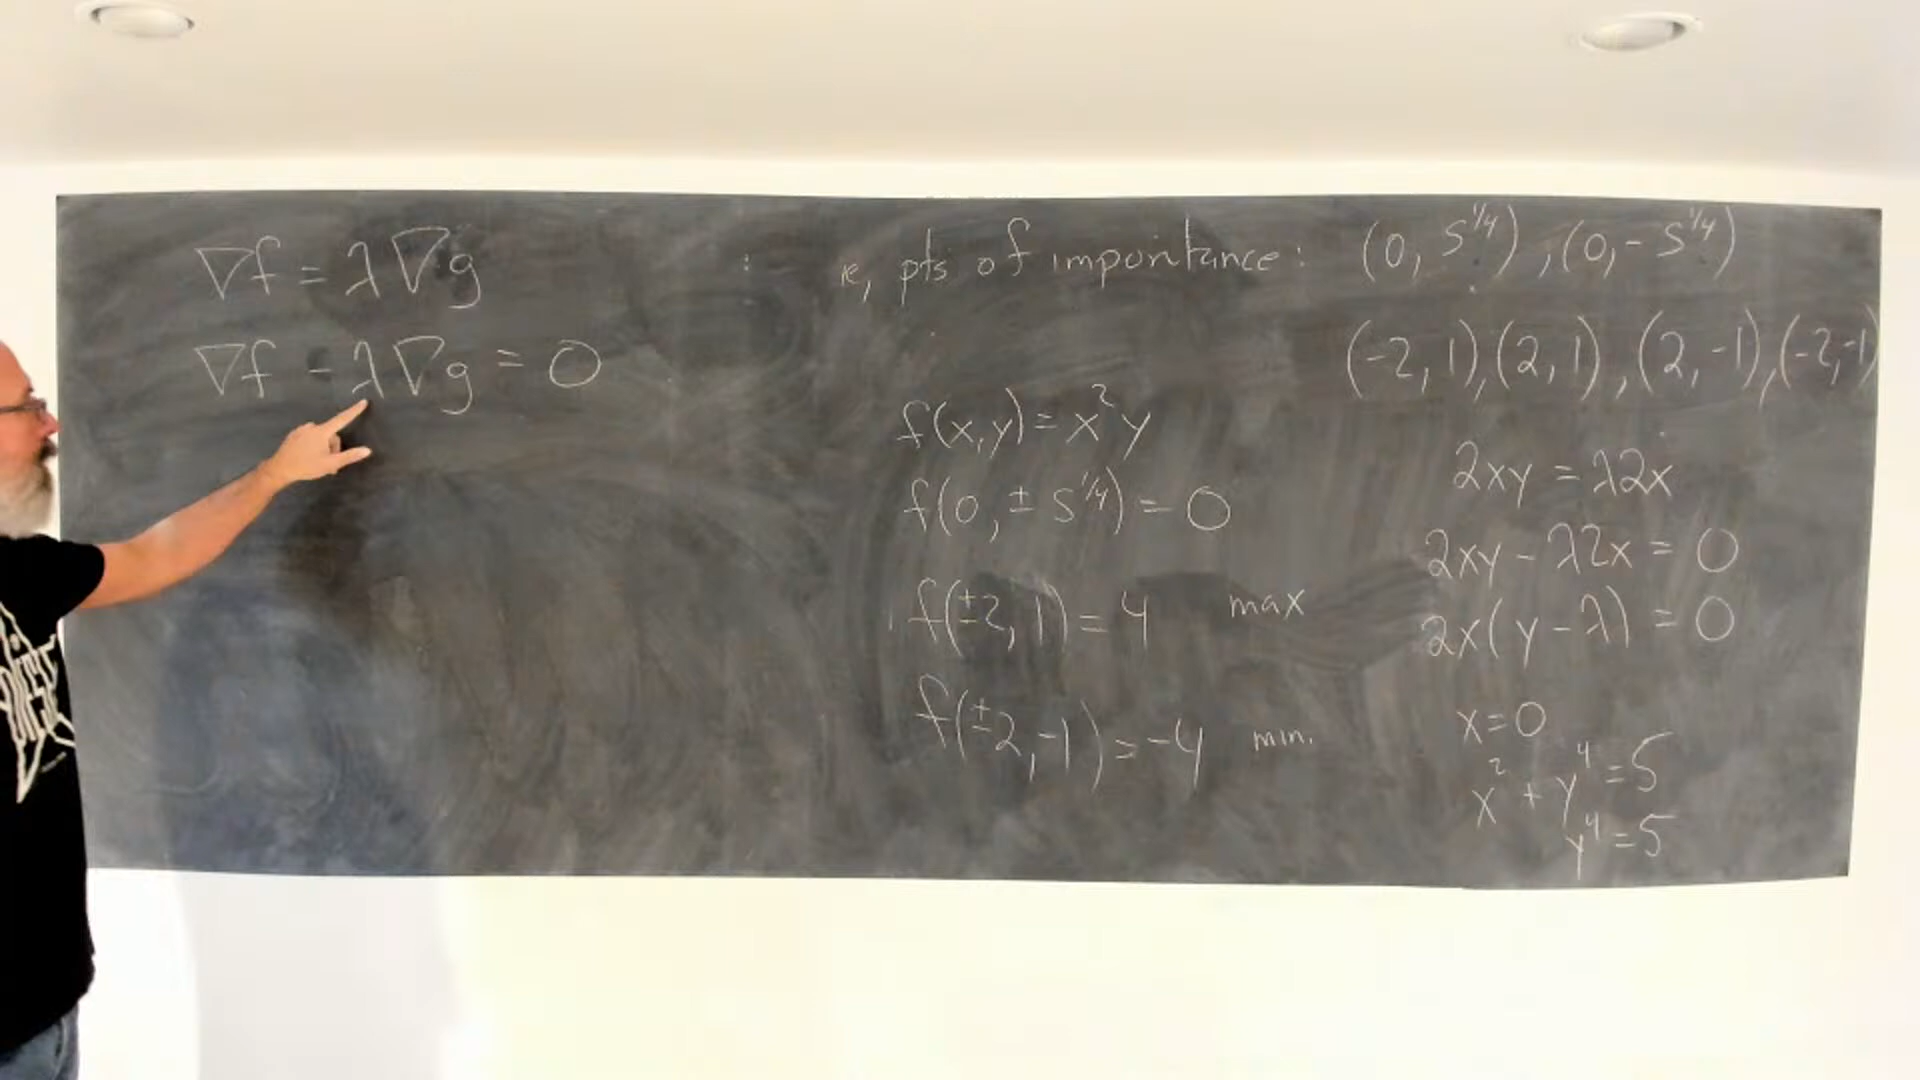 ∇f = λ∇g
∇f - λ∇g = 0
: ie, pts of importance: (0, 5^1/4), (0, -5^1/4)
(-2, 1), (2, 1), (2, -1), (-2, -1)
f(x,y) = x²y
f(0, ± 5^1/4) = 0
f(±2, 1) = 4 max
f(±2, -1) = -4 min.
2xy = λ2x
2xy - λ2x = 0
2x(y - λ) = 0
x = 0
x² + y⁴ = 5
y⁴ = 5